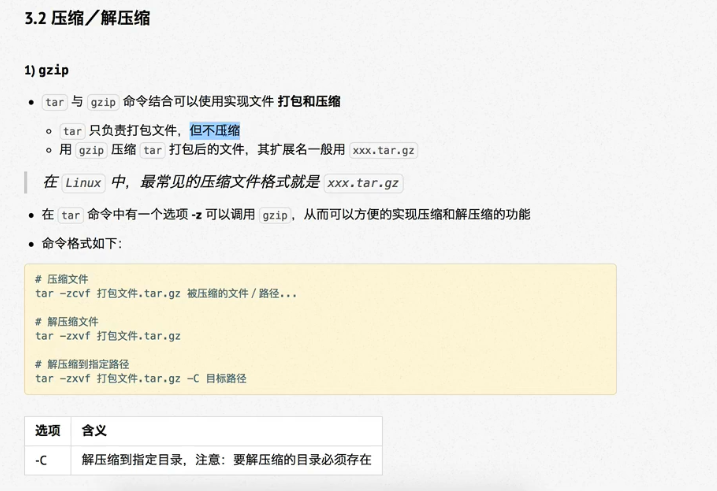 3.2 压缩／解压缩
1) gzip
• tar 与 gzip 命令结合可以使用实现文件 打包和压缩
◦ tar 只负责打包文件，但不压缩
◦ 用 gzip 压缩 tar 打包后的文件，其扩展名一般用 xxx.tar.gz
在 Linux 中，最常见的压缩文件格式就是 xxx.tar.gz
• 在 tar 命令中有一个选项 -z 可以调用 gzip，从而可以方便的实现压缩和解压缩的功能
• 命令格式如下：
# 压缩文件
tar -zcvf 打包文件.tar.gz 被压缩的文件／路径...
# 解压缩文件
tar -zxvf 打包文件.tar.gz
# 解压缩到指定路径
tar -zxvf 打包文件.tar.gz -C 目标路径
选项 含义
-C 解压缩到指定目录，注意：要解压缩的目录必须存在